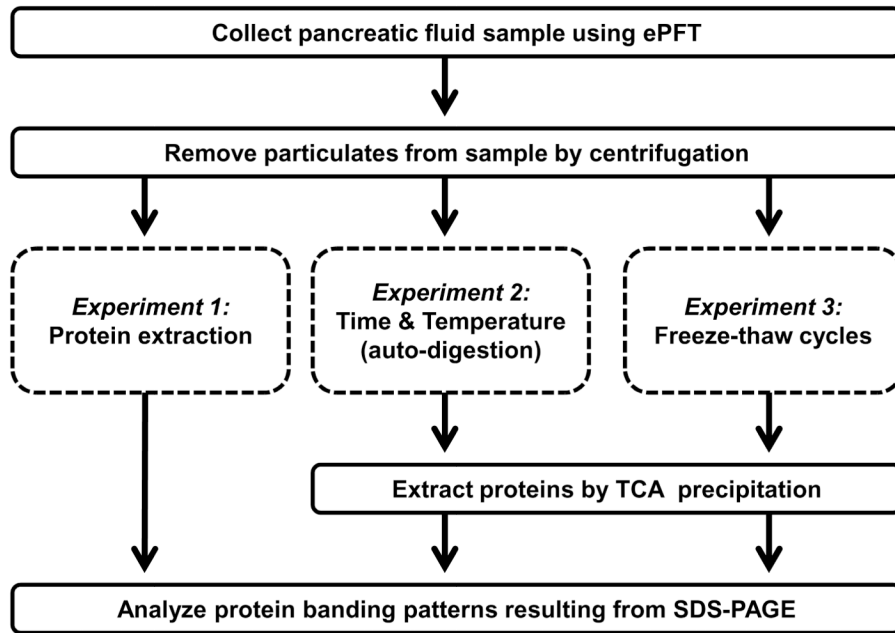 Collect pancreatic fluid sample using ePFT
Remove particulates from sample by centrifugation
Experiment 1:
Protein extraction
Experiment 2:
Time & Temperature
(auto-digestion)
Experiment 3:
Freeze-thaw cycles
Extract proteins by TCA precipitation
Analyze protein banding patterns resulting from SDS-PAGE